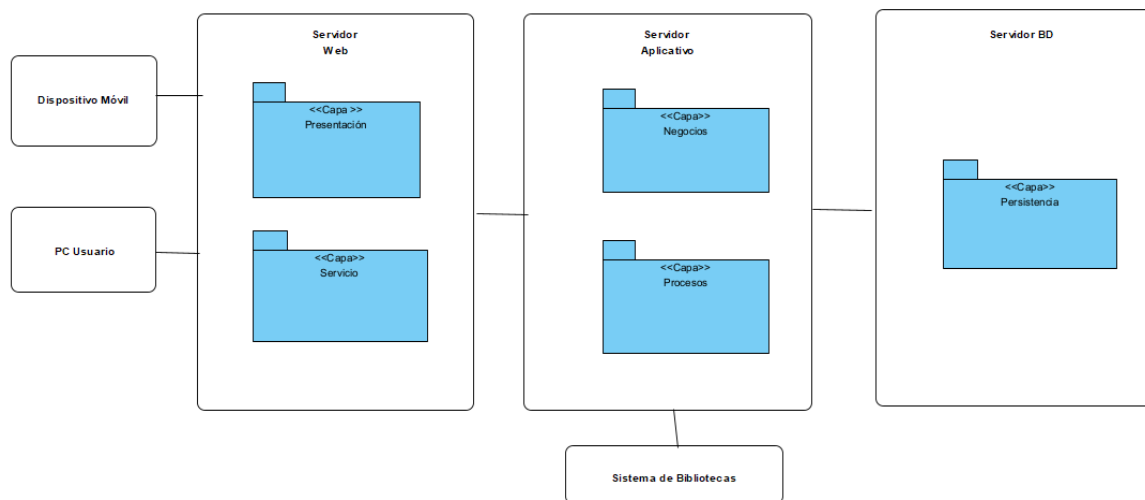 Dispositivo Móvil
PC Usuario
Servidor
Web
<<Capa >>
Presentación
<<Capa>>
Servicio
Servidor
Aplicativo
<<Capa>>
Negocios
<<Capa>>
Procesos
Servidor BD
<<Capa>>
Persistencia
Sistema de Bibliotecas